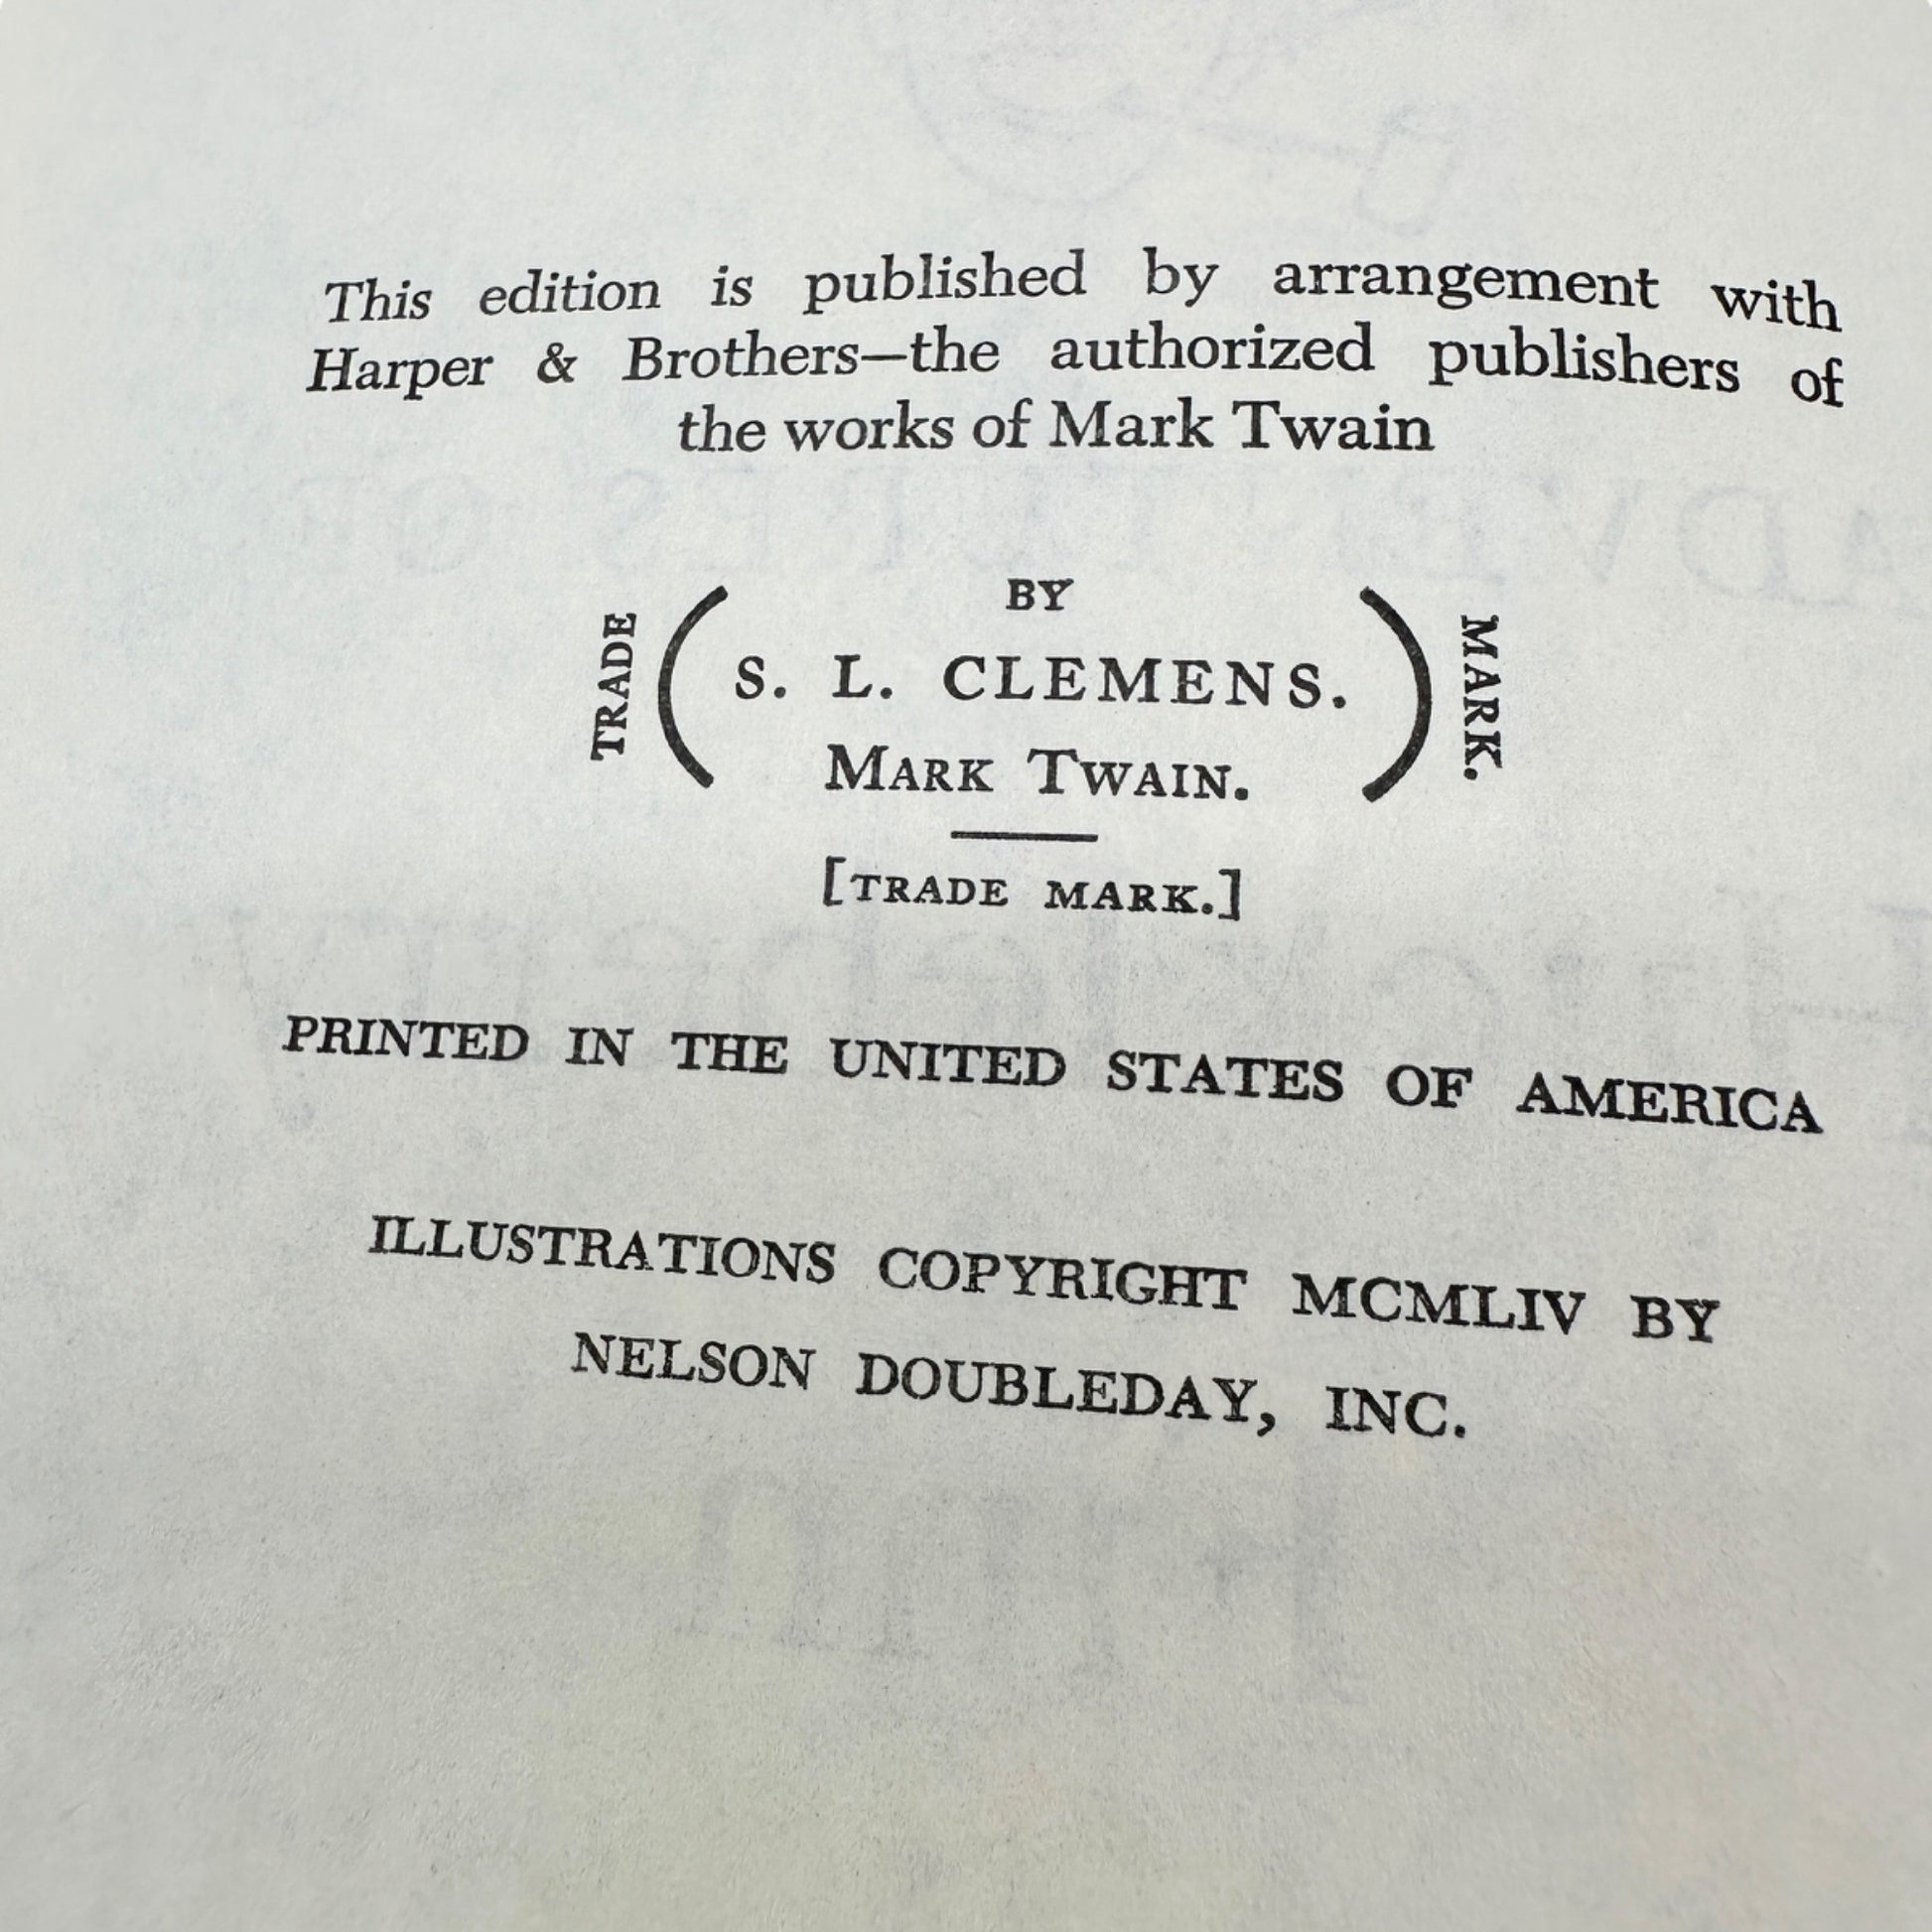 This edition is published by arrangement with
Harper & Brothers—the authorized publishers of
the works of Mark Twain
BY
TRADE ( S. L. CLEMENS. ) MARK.
MARK TWAIN.
[TRADE MARK.]
PRINTED IN THE UNITED STATES OF AMERICA
ILLUSTRATIONS COPYRIGHT MCMLIV BY
NELSON DOUBLEDAY, INC.